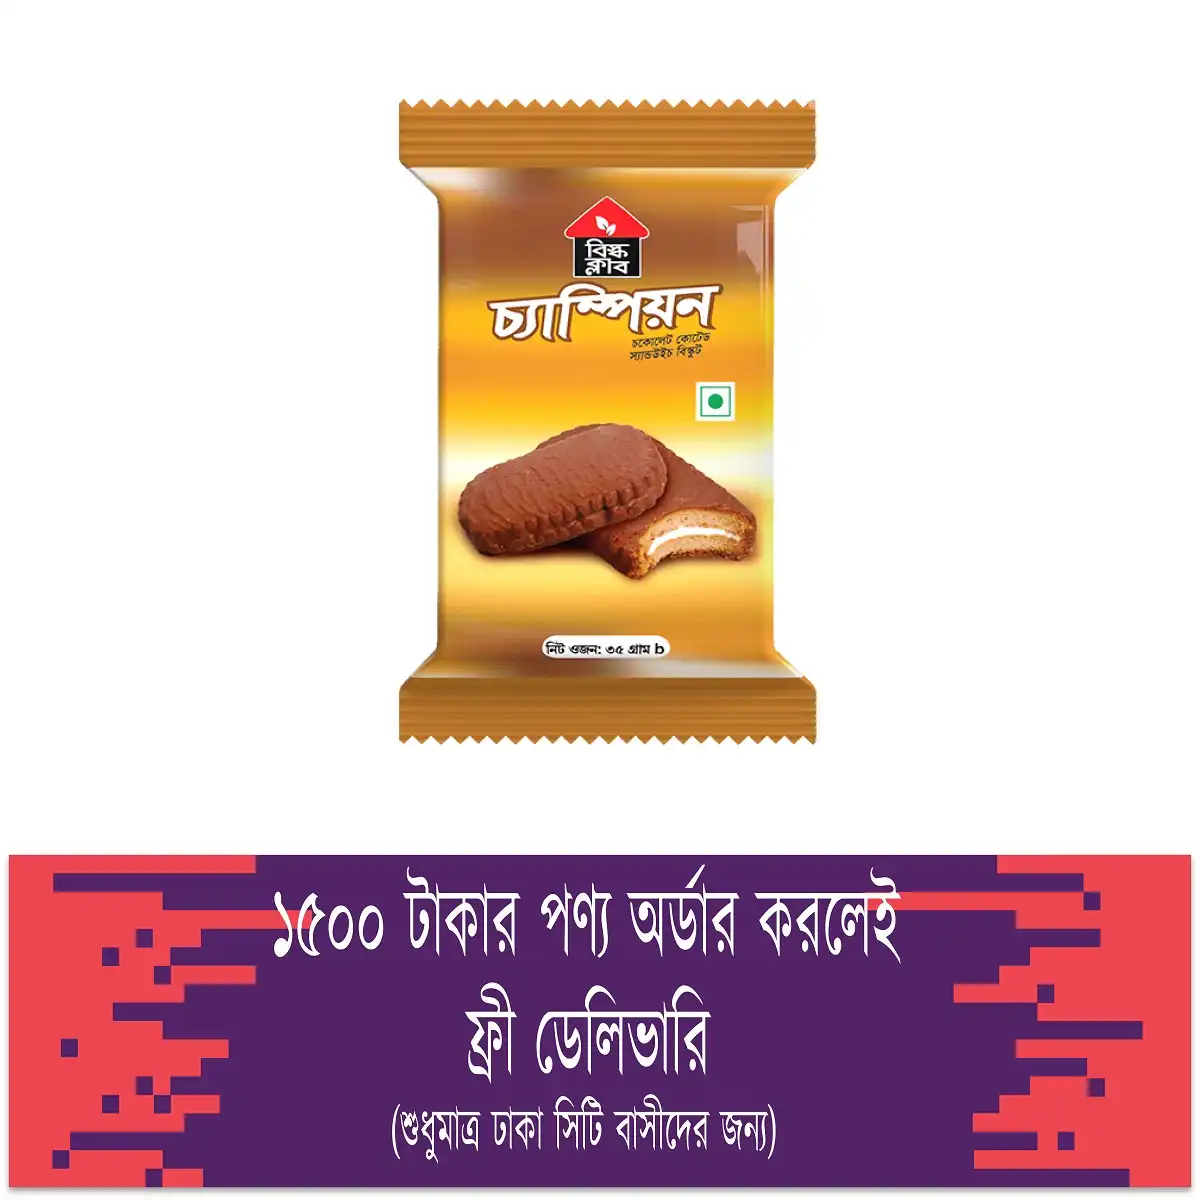 বিস্ক
ক্লাব
চ্যাম্পিয়ন
চকোলেট কোটেড
স্যান্ডউইচ বিস্কুট
নিট ওজন: ৩৫ গ্রাম b
১৫০০ টাকার পণ্য অর্ডার করলেই
ফ্রী ডেলিভারি
(শুধুমাত্র ঢাকা সিটি বাসীদের জন্য)